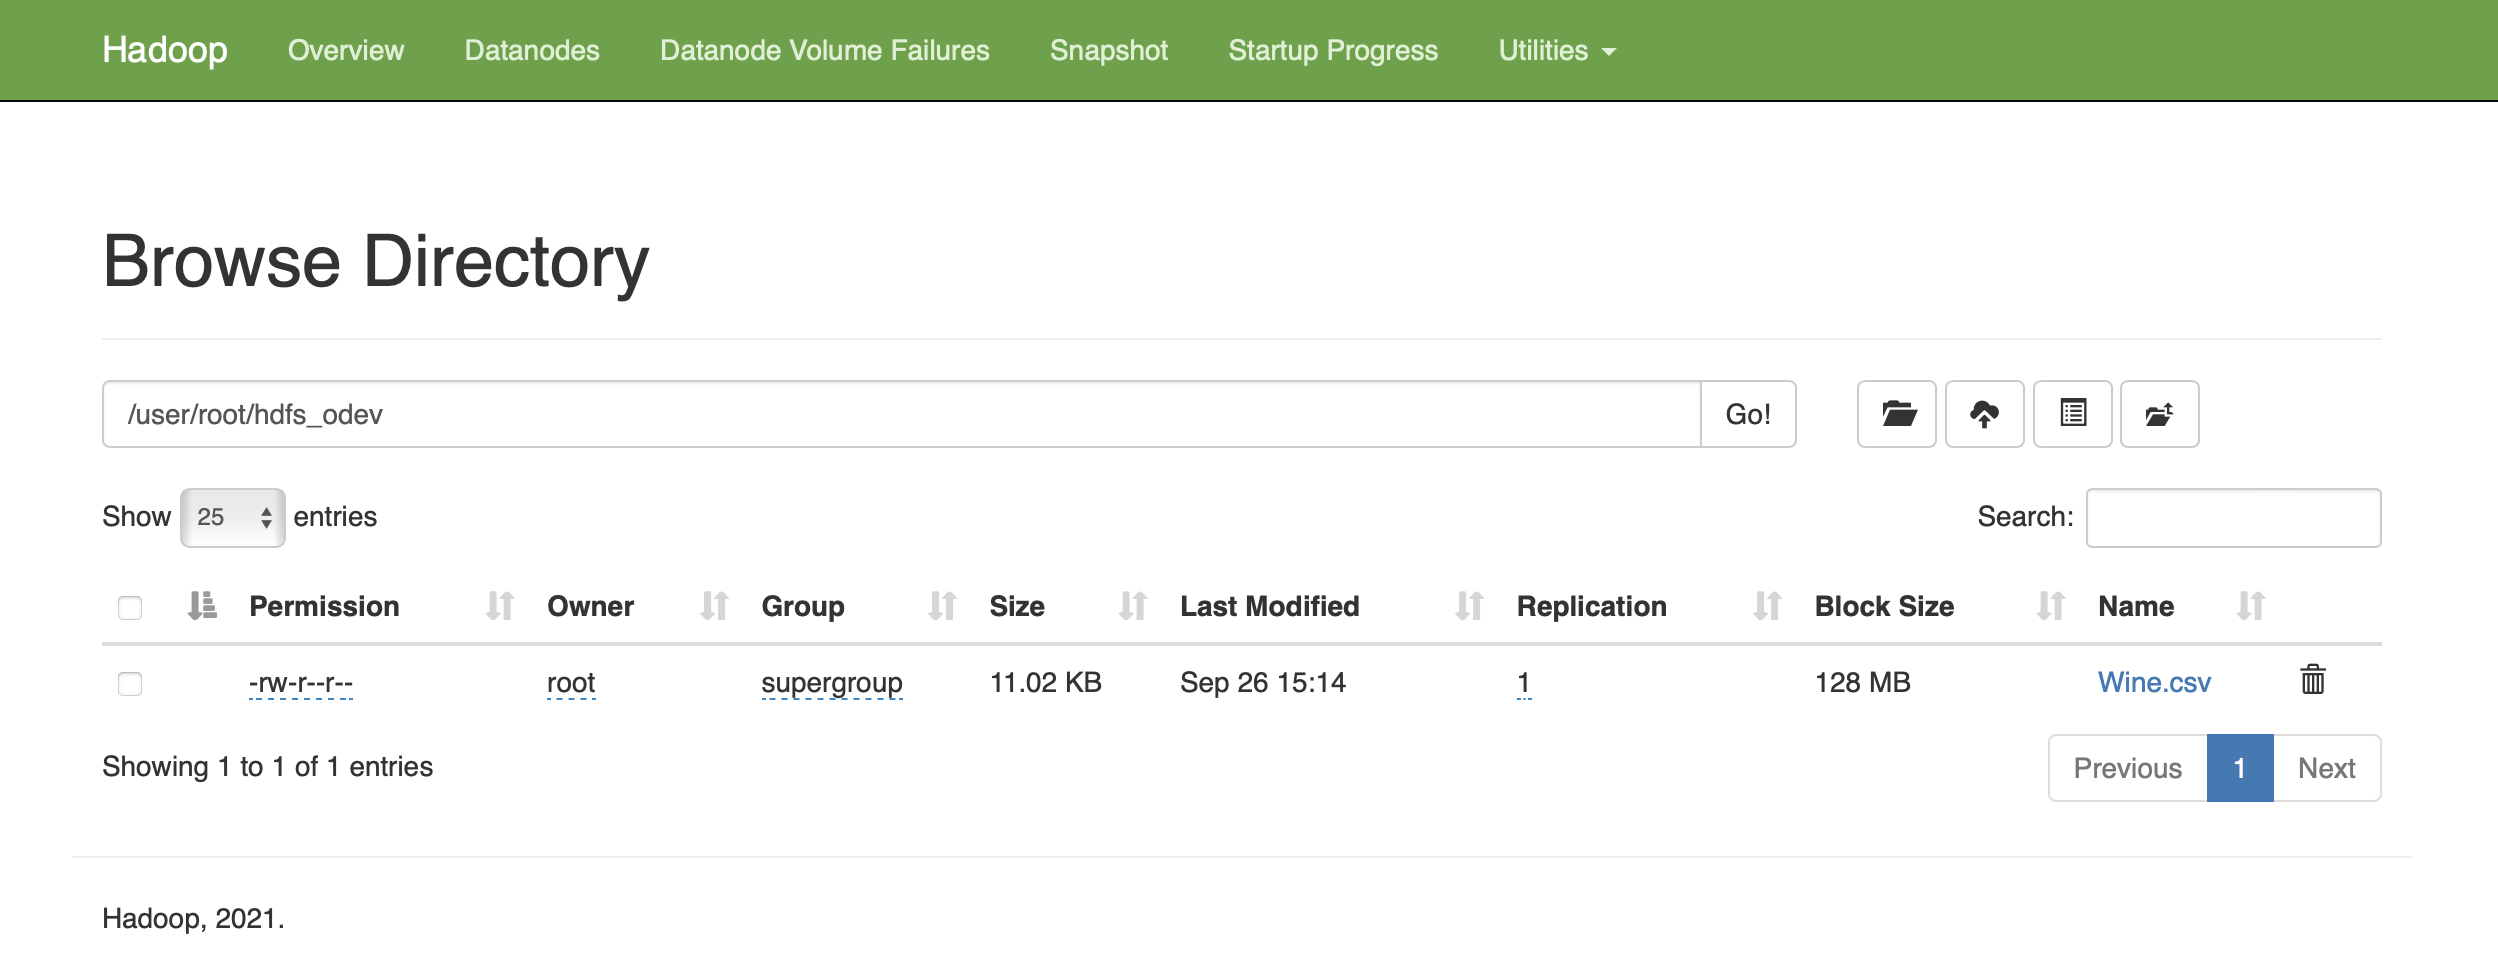 Hadoop Overview Datanodes Datanode Volume Failures Snapshot Startup Progress Utilities
Browse Directory
/user/root/hdfs_odev Go!
Show 25 entries Search:
Permission Owner Group Size Last Modified Replication Block Size Name
-rw-r--r-- root supergroup 11.02 KB Sep 26 15:14 1 128 MB Wine.csv
Showing 1 to 1 of 1 entries Previous 1 Next
Hadoop, 2021.